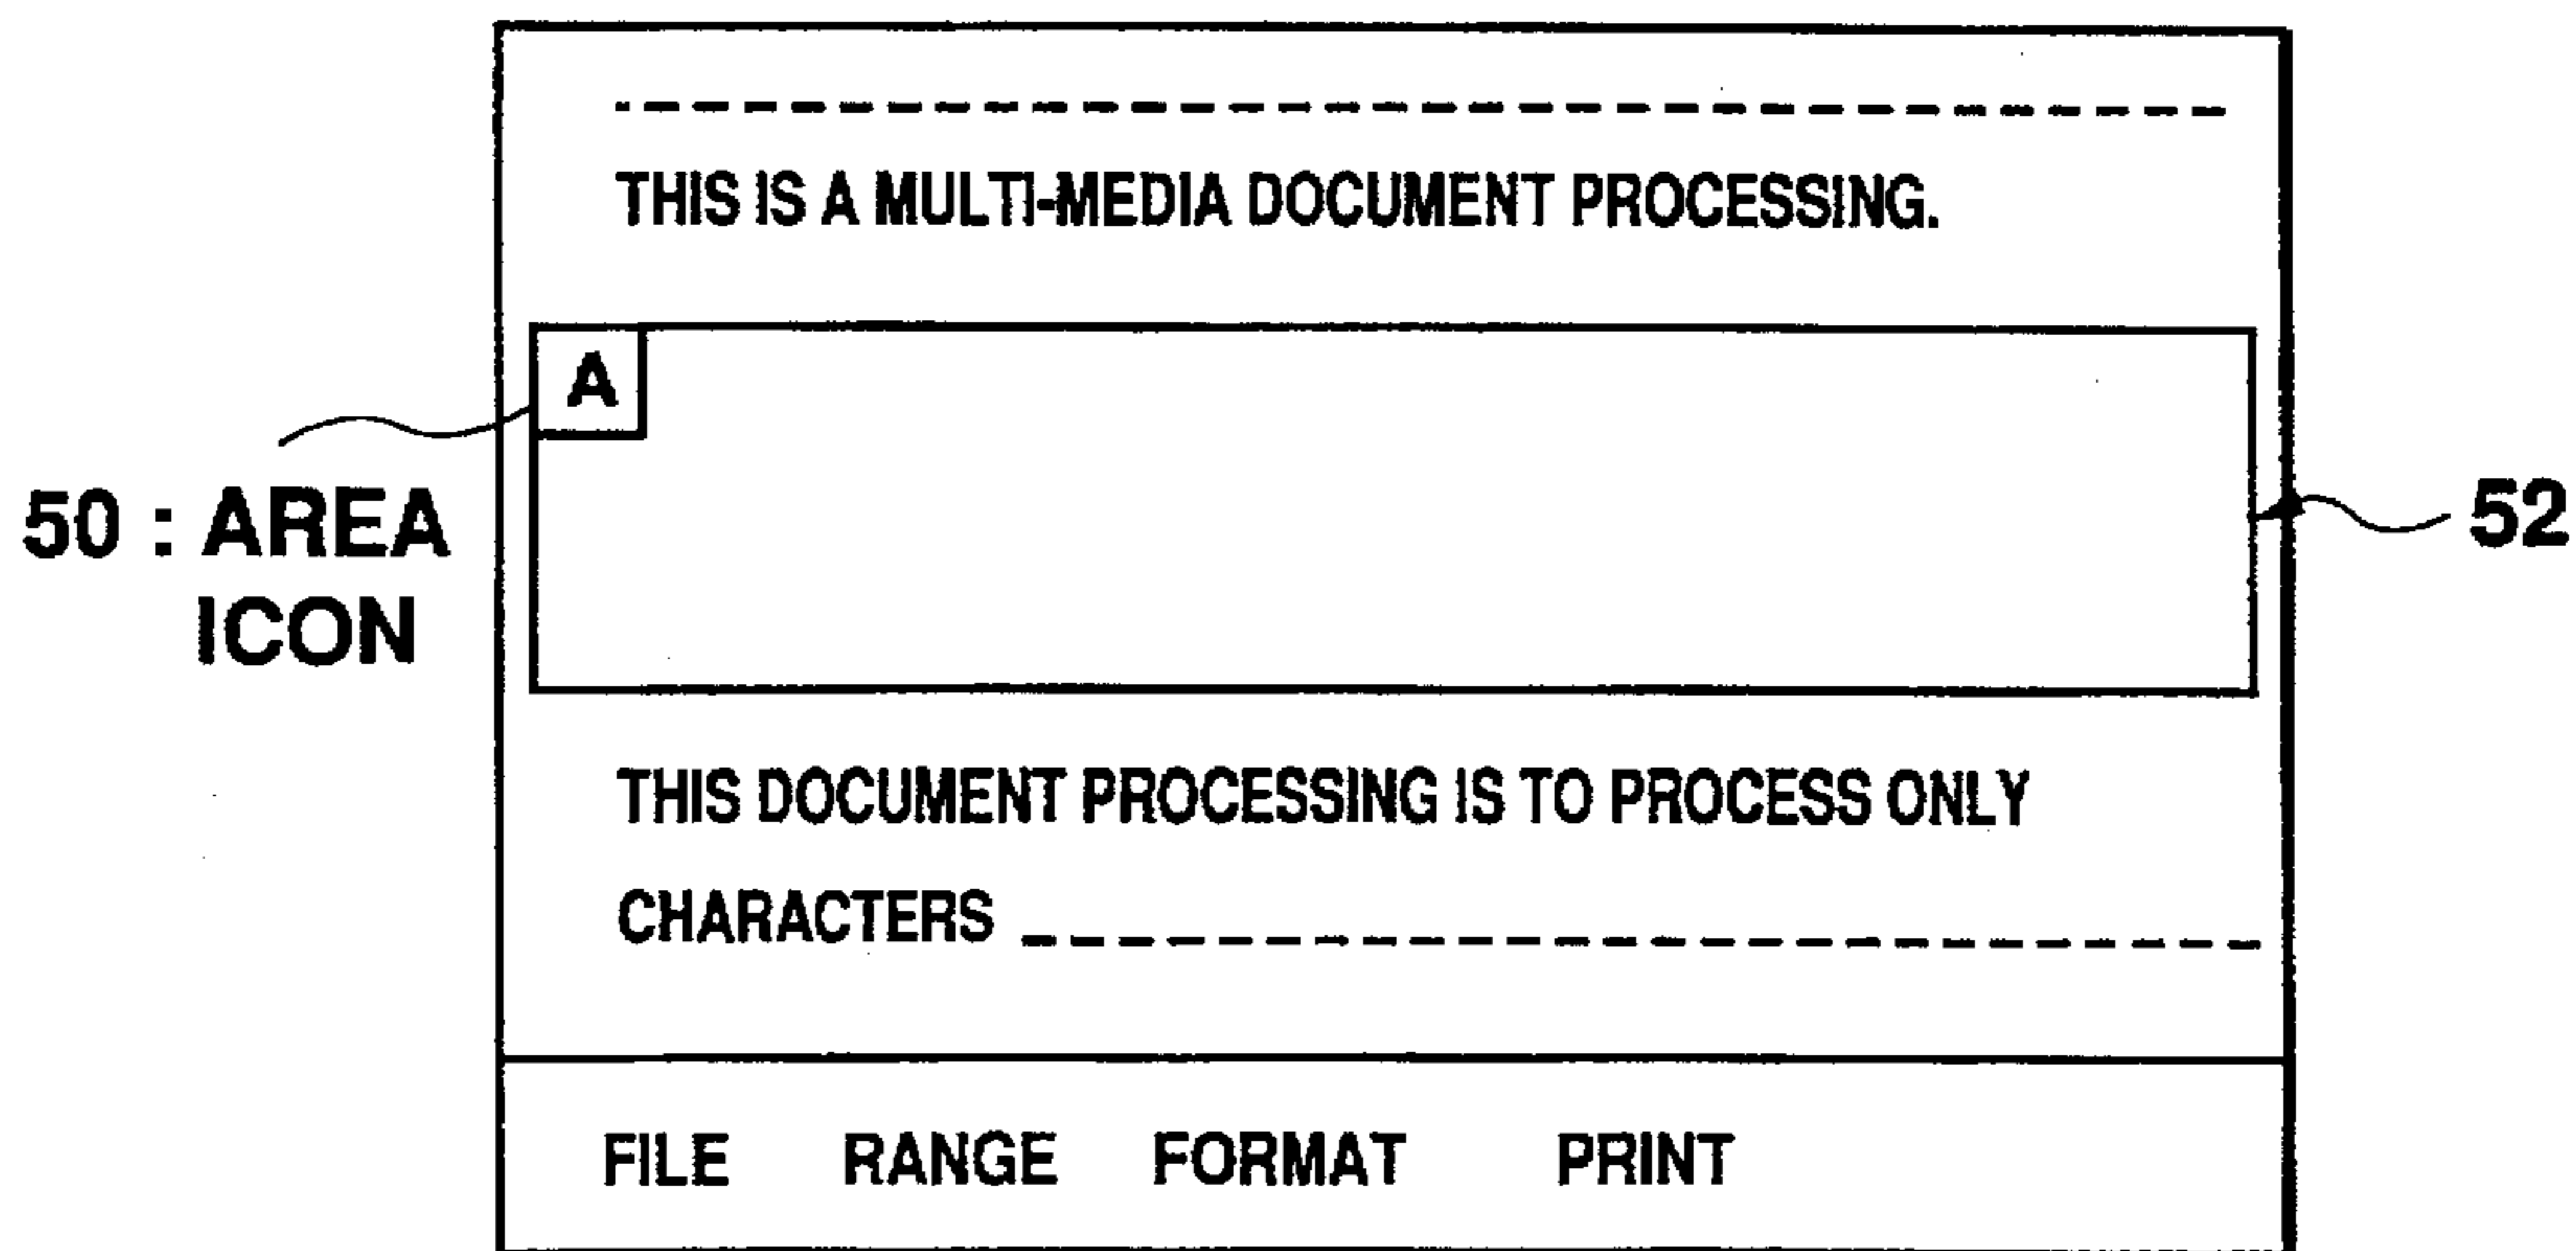 THIS IS A MULTI-MEDIA DOCUMENT PROCESSING.
A
50 : AREA
ICON
52
THIS DOCUMENT PROCESSING IS TO PROCESS ONLY
CHARACTERS
FILE RANGE FORMAT PRINT